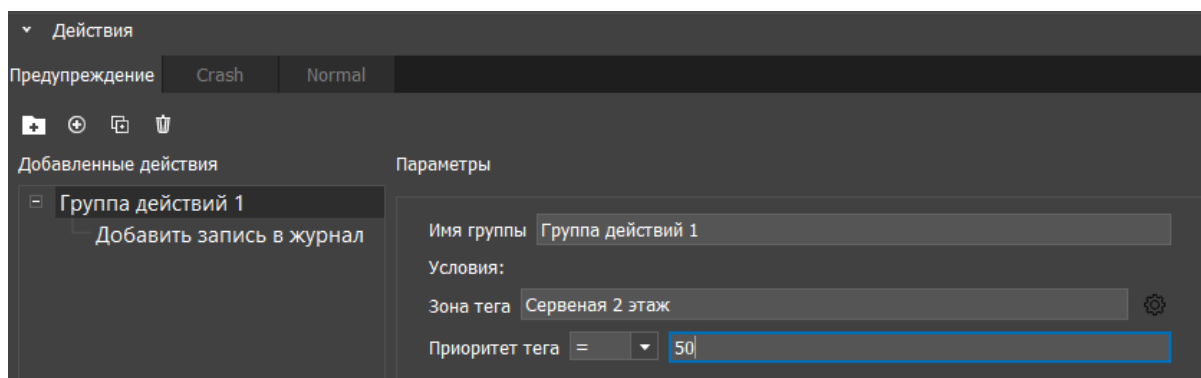 Действия
Предупреждение Crash Normal
Добавленные действия Параметры
Группа действий 1
Добавить запись в журнал
Имя группы Группа действий 1
Условия:
Зона тега Сервеная 2 этаж
Приоритет тега = 50